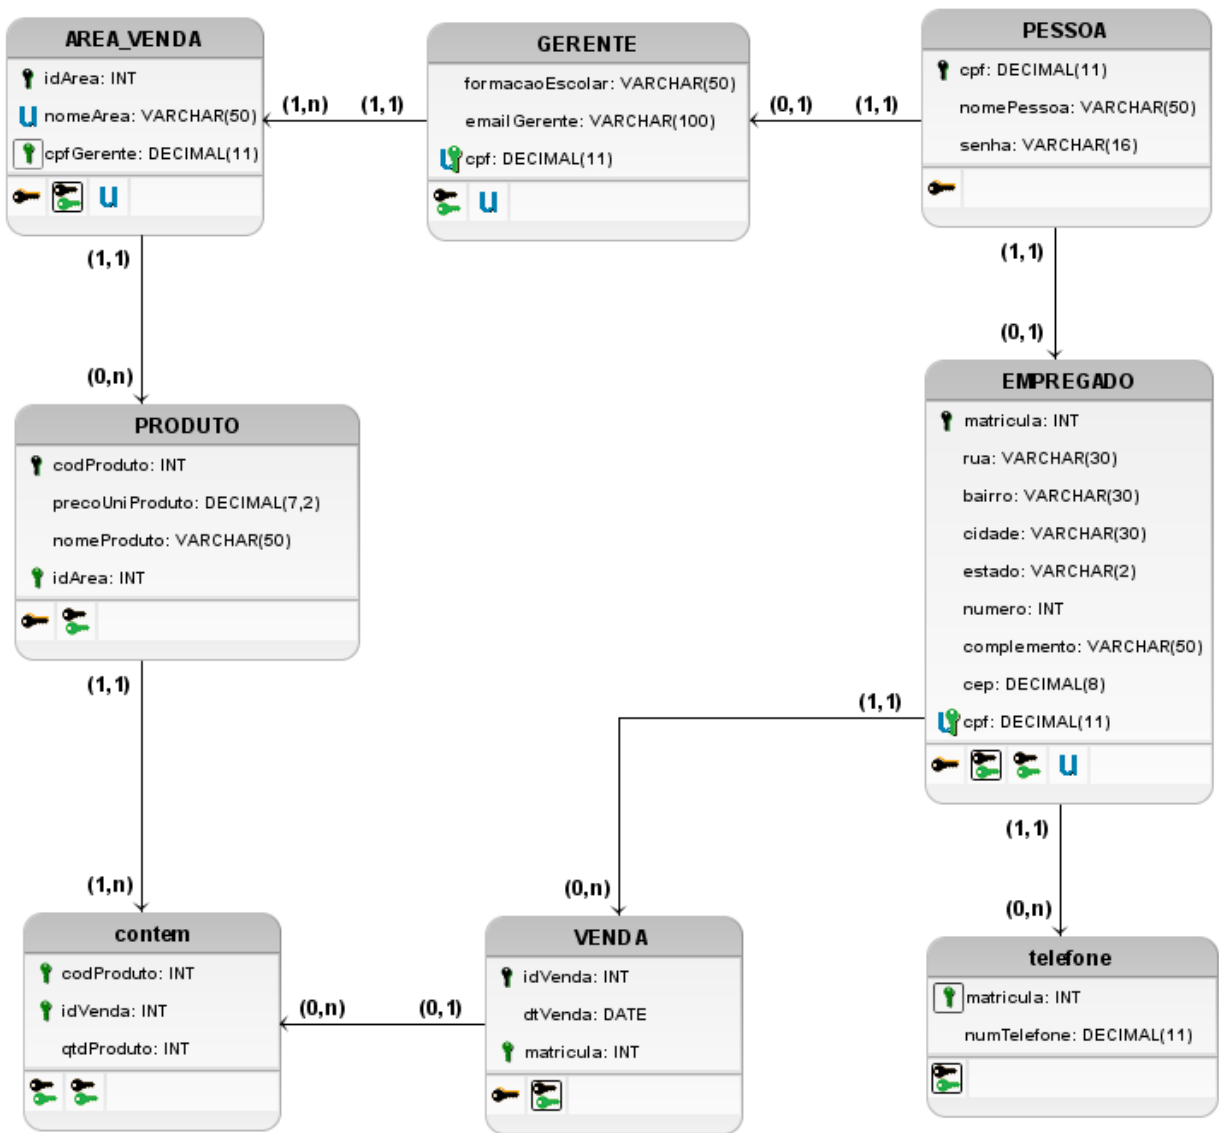 AREA_VENDA
idArea: INT
nomeArea: VARCHAR(50)
cpfGerente: DECIMAL(11)
(1,n)
(1,1)
GERENTE
formacaoEscolar: VARCHAR(50)
emailGerente: VARCHAR(100)
cpf: DECIMAL(11)
(0,1)
(1,1)
PESSOA
cpf: DECIMAL(11)
nomePessoa: VARCHAR(50)
senha: VARCHAR(16)
(1,1)
(0,n)
(1,1)
(0,1)
PRODUTO
codProduto: INT
precoUniProduto: DECIMAL(7,2)
nomeProduto: VARCHAR(50)
idArea: INT
EMPREGADO
matricula: INT
rua: VARCHAR(30)
bairro: VARCHAR(30)
cidade: VARCHAR(30)
estado: VARCHAR(2)
numero: INT
complemento: VARCHAR(50)
cep: DECIMAL(8)
cpf: DECIMAL(11)
(1,1)
(1,n)
(1,1)
(0,n)
(1,1)
(0,n)
contem
codProduto: INT
idVenda: INT
qtdProduto: INT
(0,n)
(0,1)
VENDA
idVenda: INT
dtVenda: DATE
matricula: INT
telefone
matricula: INT
numTelefone: DECIMAL(11)